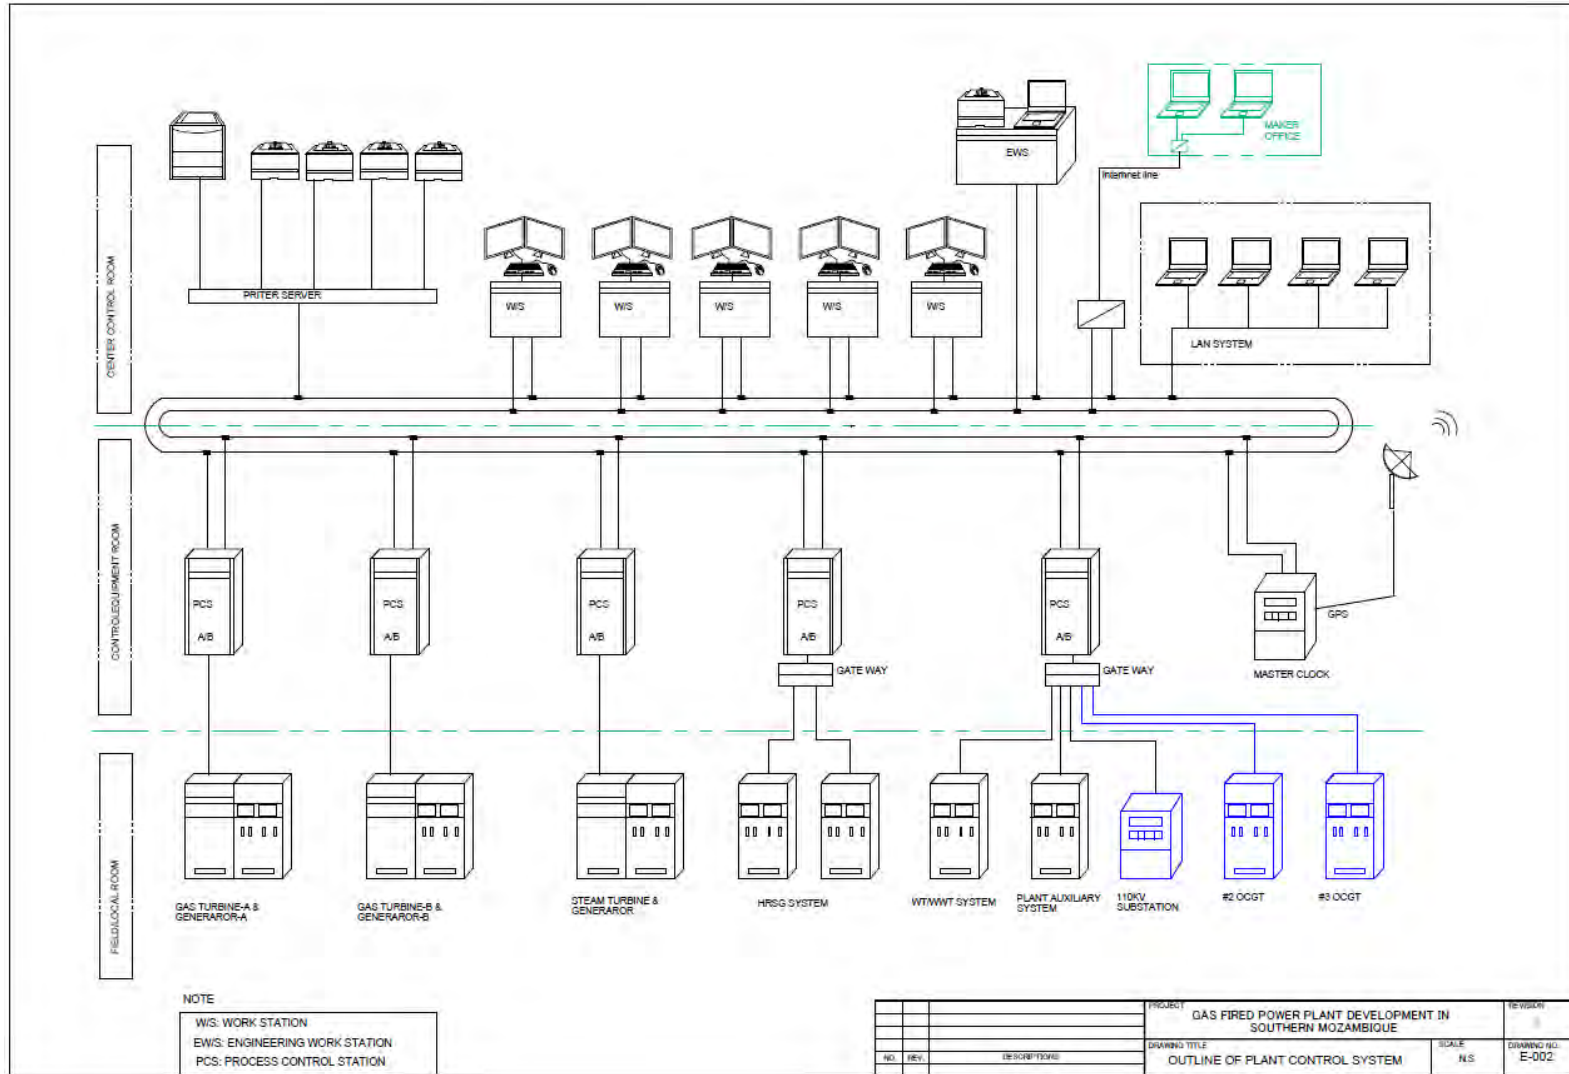 MAKER
OFFICE
EWS
Internet line
CENTER CONTROL ROOM
PRITER SERVER
W/S
W/S
W/S
W/S
W/S
LAN SYSTEM
CONTROLEQUIPMENT ROOM
PCS
A/B
PCS
A/B
PCS
A/B
PCS
A/B
PCS
A/B
GPS
GATE WAY
GATE WAY
MASTER CLOCK
FIELD/LOCAL ROOM
GAS TURBINE-A &
GENERAROR-A
GAS TURBINE-B &
GENERAROR-B
STEAM TURBINE &
GENERAROR
HRSG SYSTEM
WT/WWT SYSTEM
PLANT AUXILIARY
SYSTEM
110KV
SUBSTATION
#2 OCGT
#3 OCGT
NOTE
W/S: WORK STATION
EW/S: ENGINEERING WORK STATION
PCS: PROCESS CONTROL STATION
NO.
REV.
DESCRIPTIONS
PROJECT
GAS FIRED POWER PLANT DEVELOPMENT IN
SOUTHERN MOZAMBIQUE
REVISION
DRAWING TITLE
OUTLINE OF PLANT CONTROL SYSTEM
SCALE
N.S
DRAWING NO.
E-002